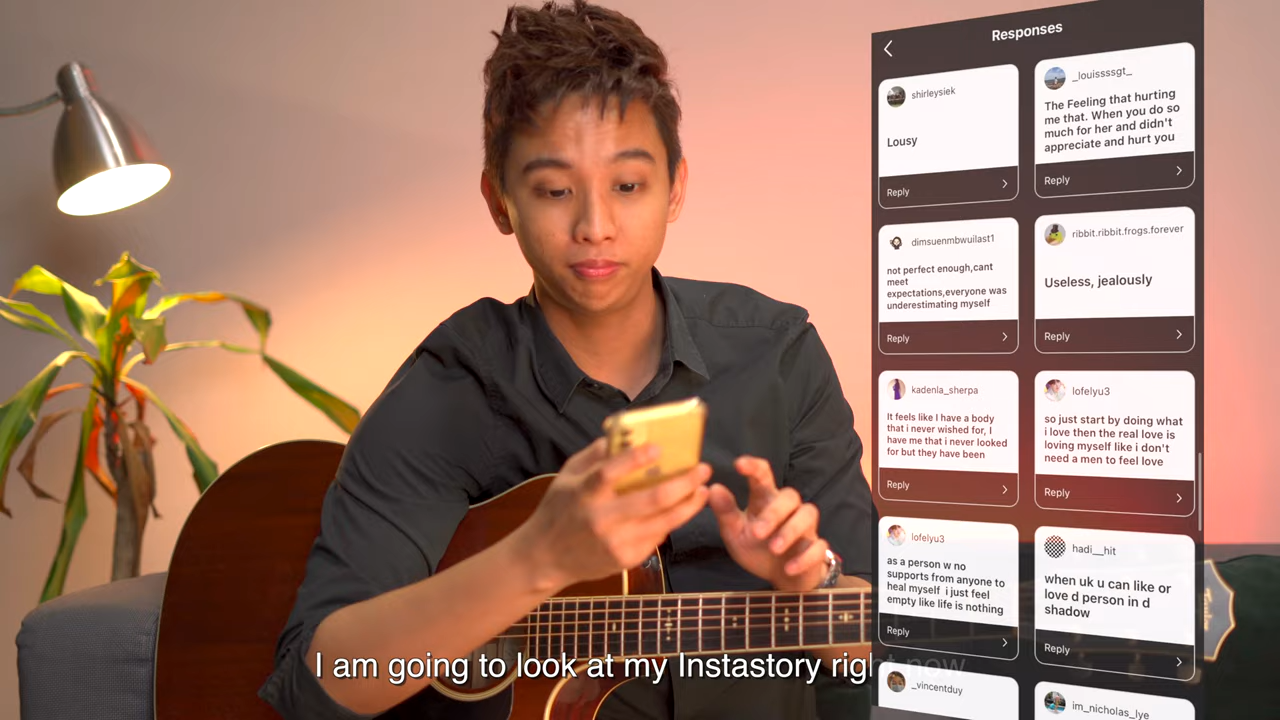 Responses
shirleysiek
Lousy
Reply
_louissssgt_
The Feeling that hurting
me that. When you do so
much for her and didn't
appreciate and hurt you
Reply
dimsuenmbwuilast1
not perfect enough,cant
meet
expectations,everyone was
underestimating myself
Reply
ribbit.ribbit.frogs.forever
Useless, jealously
Reply
kadenla_sherpa
It feels like I have a body
that i never wished for, I
have me that i never looked
for but they have been
Reply
lofelyu3
so just start by doing what
i love then the real love is
loving myself like i don't
need a men to feel love
Reply
lofelyu3
as a person w no
supports from anyone to
heal myself i just feel
empty like life is nothing
Reply
hadi__hit
when uk u can like or
love d person in d
shadow
Reply
_vincentduy
im_nicholas_lye
I am going to look at my Instastory right now